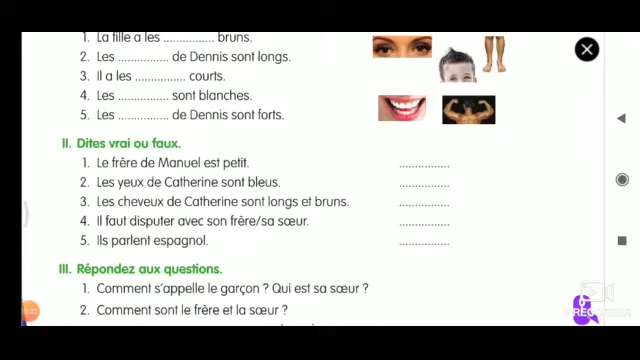 1. La fille a les ................ bruns.
2. Les ................ de Dennis sont longs.
3. Il a les ................ courts.
4. Les ................ sont blanches.
5. Les ................ de Dennis sont forts.
II. Dites vrai ou faux.
1. Le frère de Manuel est petit. ................
2. Les yeux de Catherine sont bleus. ................
3. Les cheveux de Catherine sont longs et bruns. ................
4. Il faut disputer avec son frère/sa sœur. ................
5. Ils parlent espagnol. ................
III. Répondez aux questions.
1. Comment s'appelle le garçon ? Qui est sa sœur ?
2. Comment sont le frère et la sœur ?